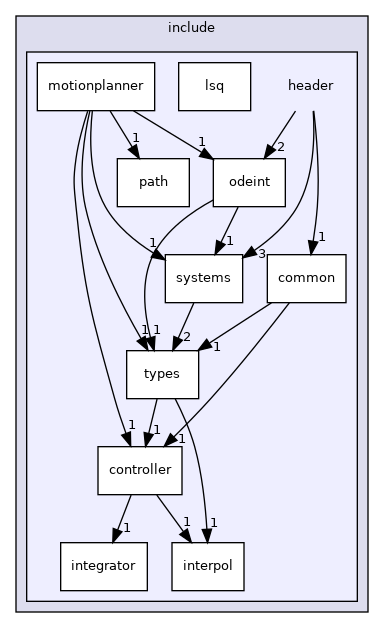 include
motionplanner
lsq
header
1
1
2
path
odeint
1
1
3
1
systems
common
1 1
2
1
types
1
1
1
controller
1
1
1
integrator
interpol